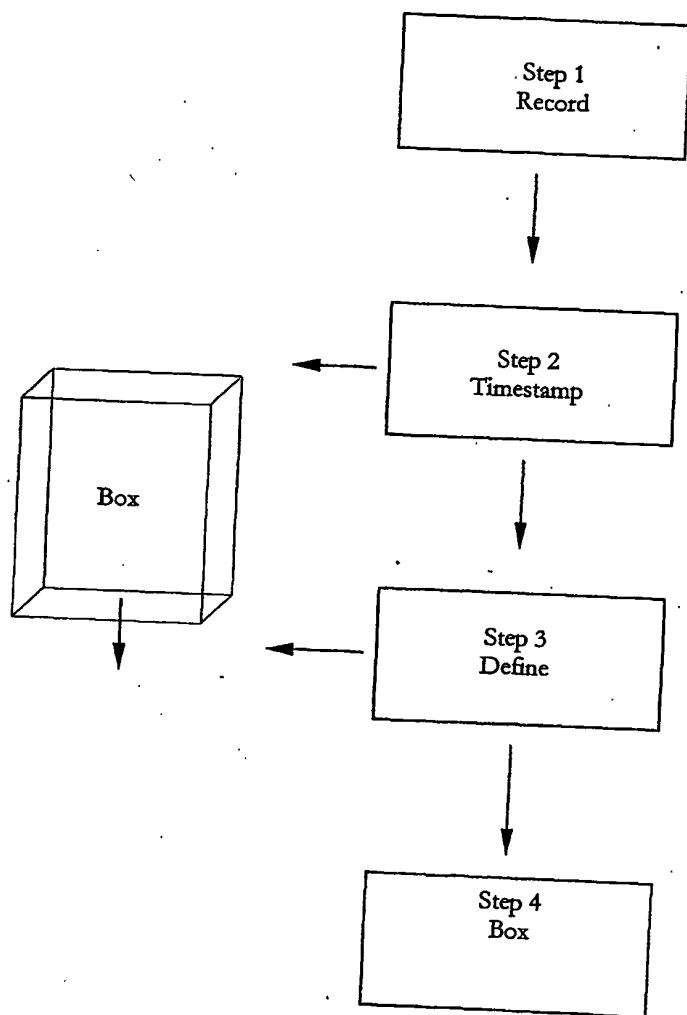 Step 1
Record
Step 2
Timestamp
Box
Step 3
Define
Step 4
Box